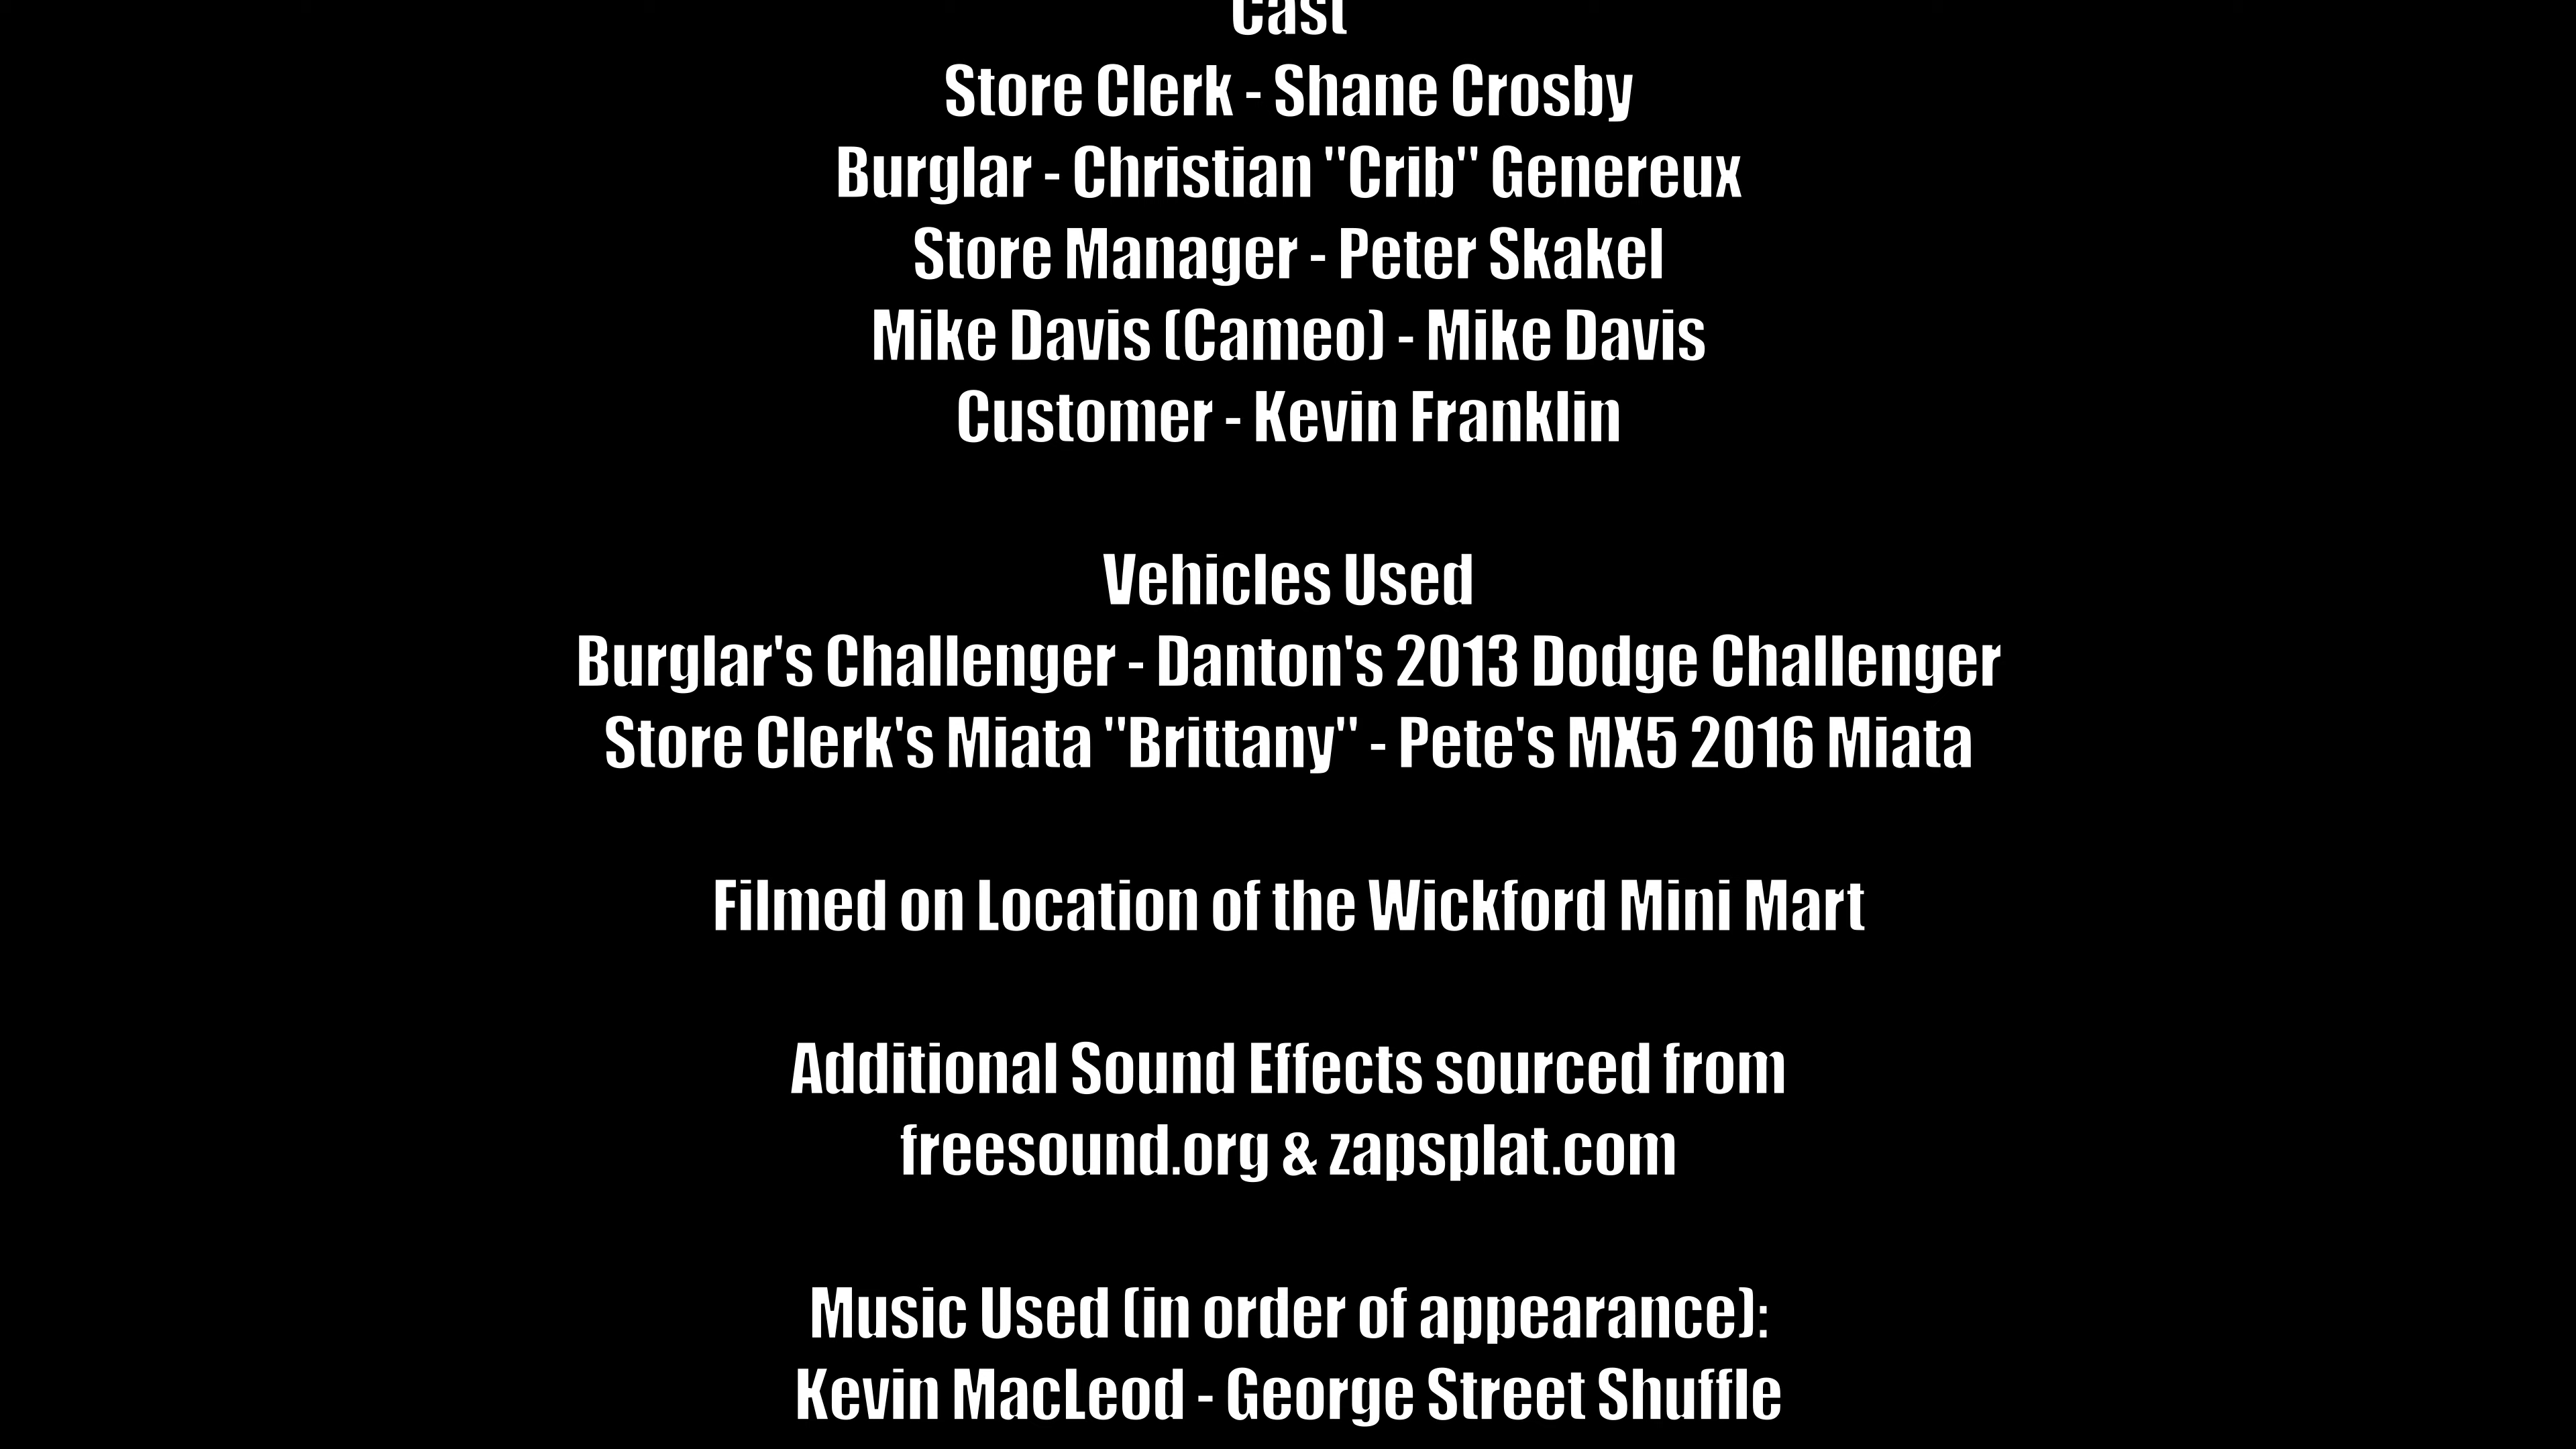 Cast
Store Clerk - Shane Crosby
Burglar - Christian "Crib" Genereux
Store Manager - Peter Skakel
Mike Davis (Cameo) - Mike Davis
Customer - Kevin Franklin
Vehicles Used
Burglar's Challenger - Danton's 2013 Dodge Challenger
Store Clerk's Miata "Brittany" - Pete's MX5 2016 Miata
Filmed on Location of the Wickford Mini Mart
Additional Sound Effects sourced from
freesound.org & zapsplat.com
Music Used (in order of appearance):
Kevin MacLeod - George Street Shuffle